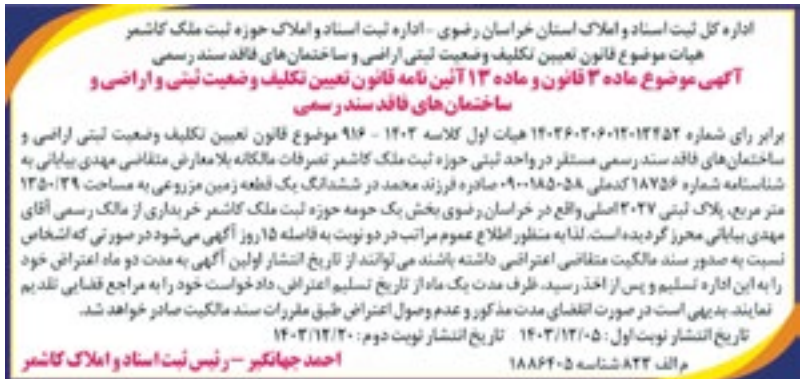 اداره کل ثبت اسناد و املاک استان خراسان رضوی - اداره ثبت اسناد و املاک حوزه ثبت ملک کاشمر
هیات موضوع قانون تعیین تکلیف وضعیت ثبتی اراضی و ساختمان‌های فاقد سند رسمی
آگهی موضوع ماده ۳ قانون و ماده ۱۳ آئین نامه قانون تعیین تکلیف وضعیت ثبتی و اراضی و
ساختمان‌های فاقد سند رسمی
برابر رای شماره ۱۴۰۳۶۰۳۰۶۰۱۲۰۱۳۴۵۲ هیات اول کلاسه ۱۴۰۳ - ۹۱۶ موضوع قانون تعیین تکلیف وضعیت ثبتی اراضی و
ساختمان‌های فاقد سند رسمی مستقر در واحد ثبتی حوزه ثبت ملک کاشمر تصرفات مالکانه بلامعارض متقاضی مهدی بیابانی به
شناسنامه شماره ۱۸۷۵۶ کدملی ۰۹۰۰۱۸۵۰۵۸ صادره فرزند محمد در ششدانگ یک قطعه زمین مزروعی به مساحت ۱۳۵۰/۳۹
متر مربع، پلاک ثبتی ۳۰۲۷ اصلی واقع در خراسان رضوی بخش یک حومه حوزه ثبت ملک کاشمر خریداری از مالک رسمی آقای
مهدی بیابانی محرز گردیده است. لذا به منظور اطلاع عموم مراتب در دو نوبت به فاصله ۱۵ روز آگهی می‌شود در صورتی که اشخاص
نسبت به صدور سند مالکیت متقاضی اعتراضی داشته باشند می‌توانند از تاریخ انتشار اولین آگهی به مدت دو ماه اعتراض خود
را به این اداره تسلیم و پس از اخذ رسید، ظرف مدت یک ماه از تاریخ تسلیم اعتراض، دادخواست خود را به مراجع قضایی تقدیم
نمایند. بدیهی است در صورت انقضای مدت مذکور و عدم وصول اعتراض طبق مقررات سند مالکیت صادر خواهد شد.
تاریخ انتشار نوبت اول: ۱۴۰۳/۱۲/۰۵ تاریخ انتشار نوبت دوم: ۱۴۰۳/۱۲/۲۰
م الف ۸۲۳ شناسه ۱۸۸۶۴۰۵ احمد جهانگیر – رئیس ثبت اسناد و املاک کاشمر